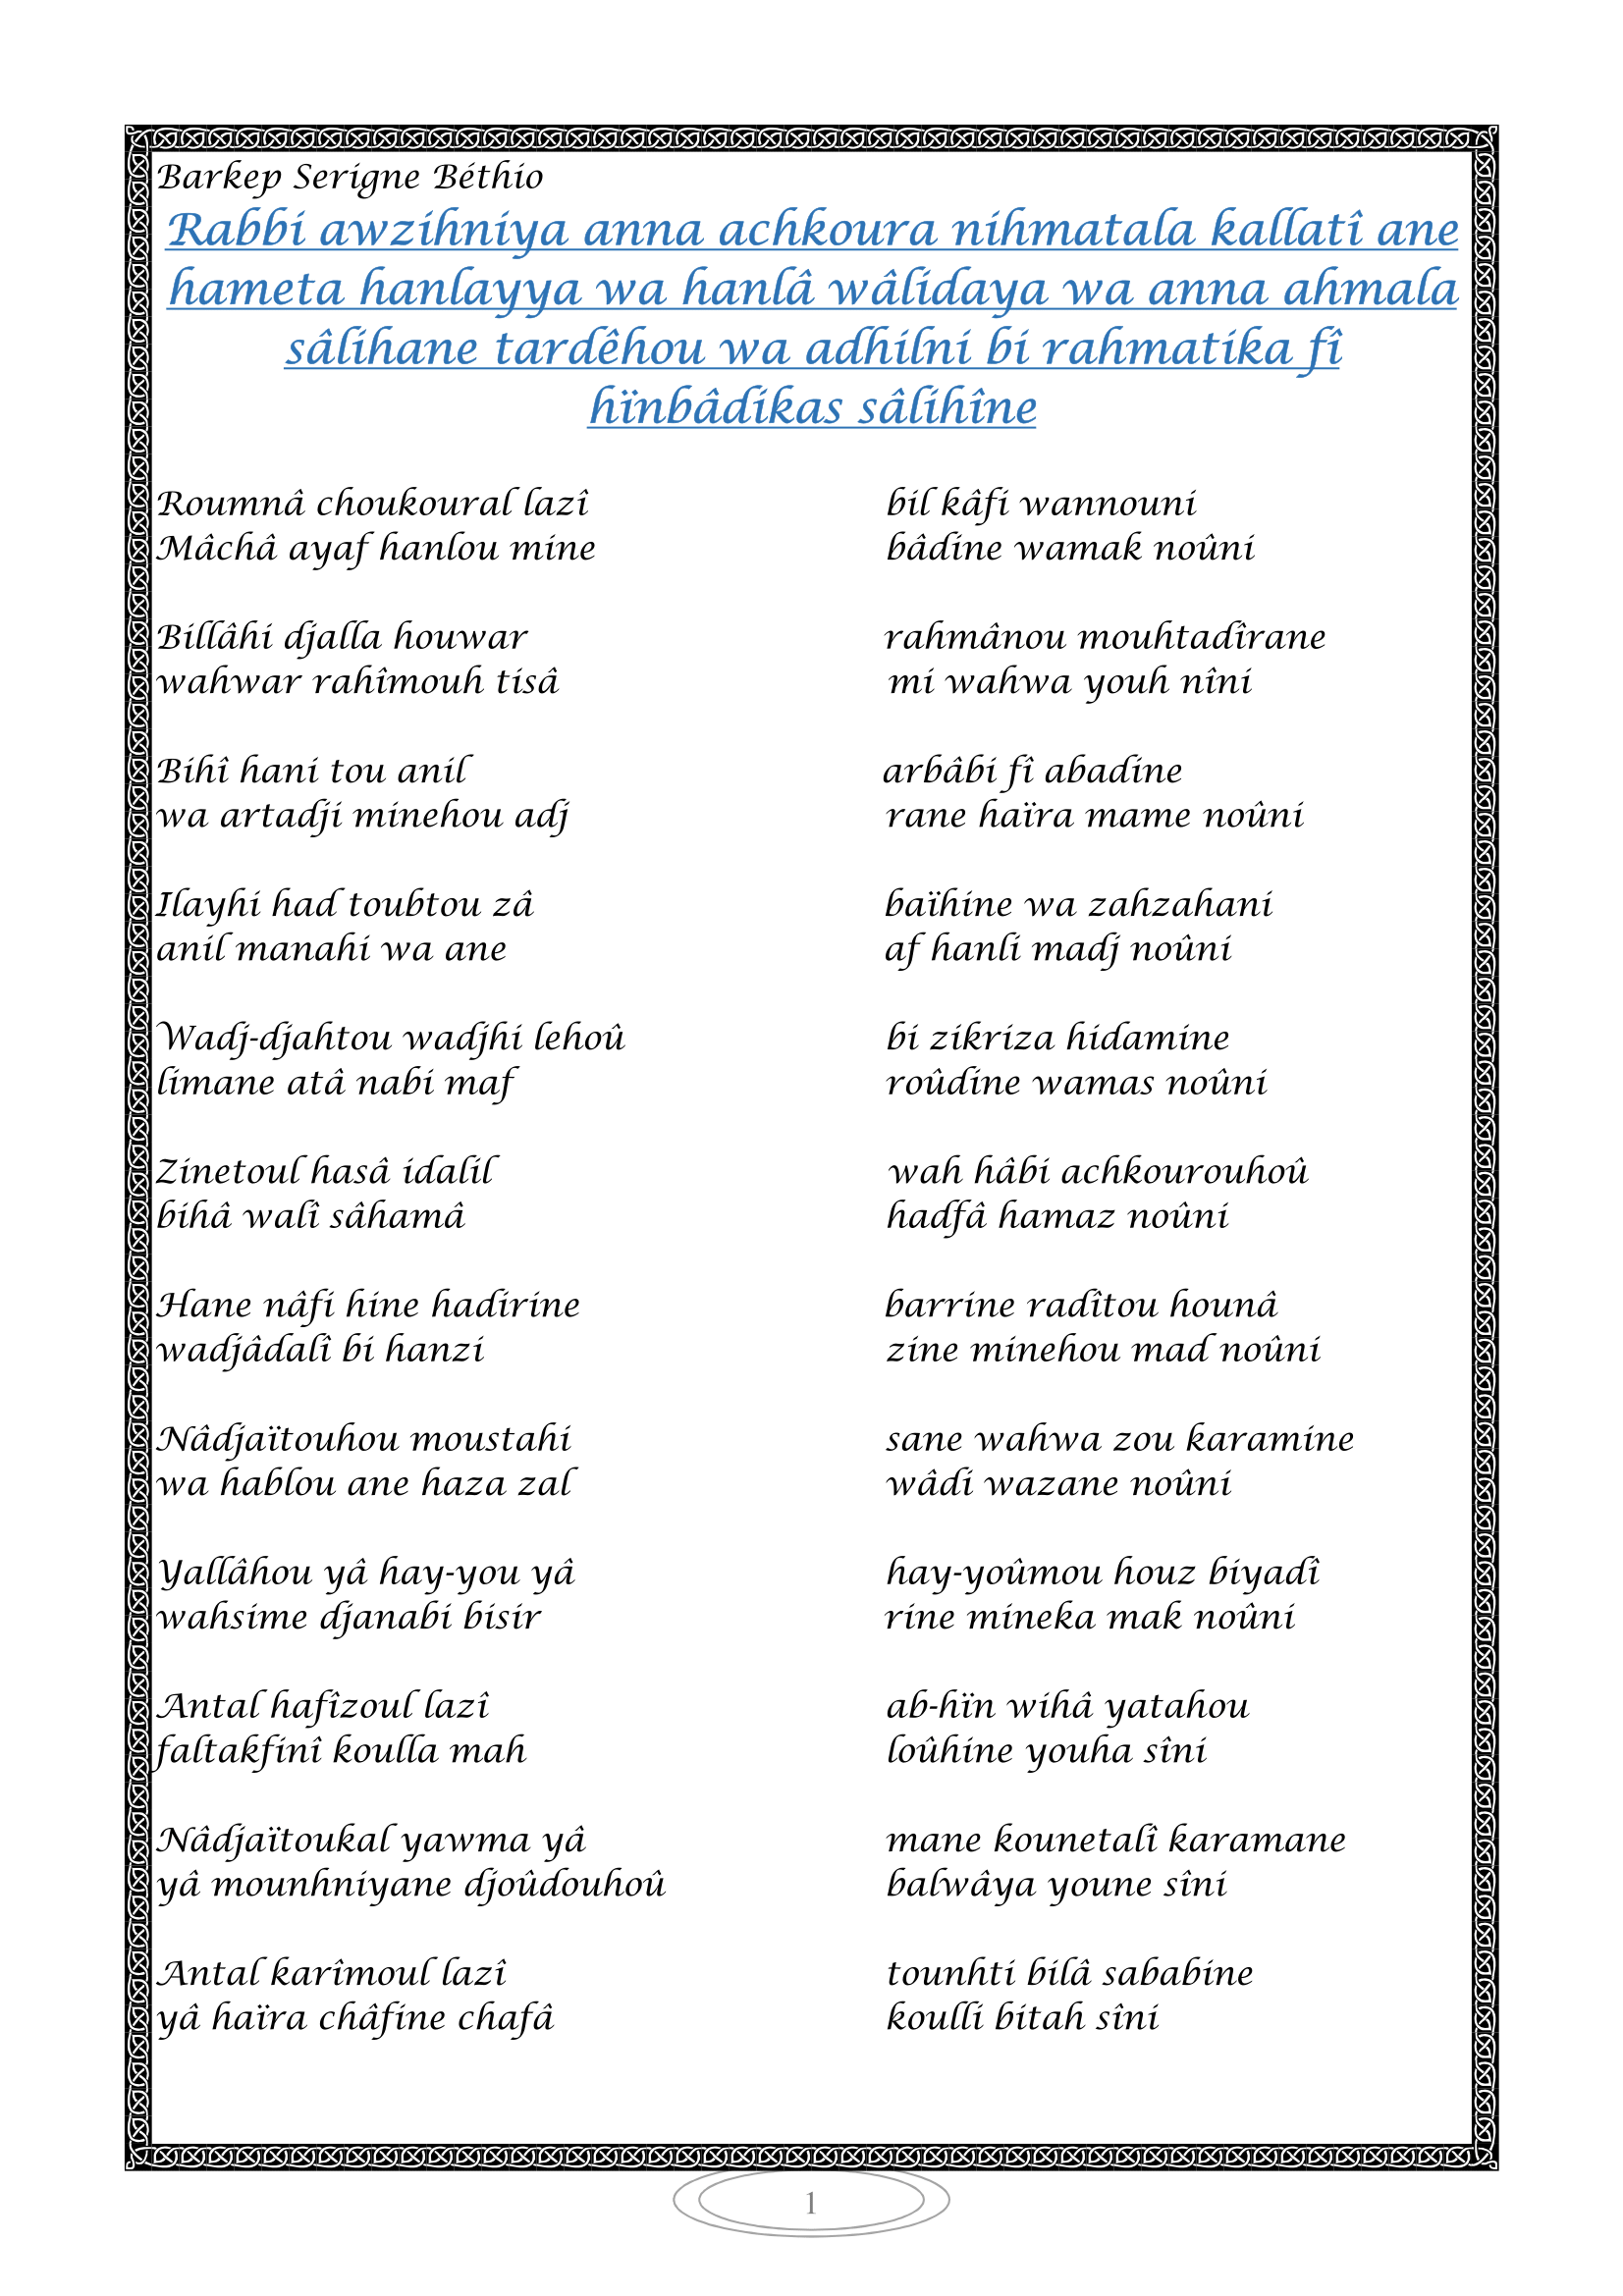 Barkep Serigne Béthio
Rabbi awzihniya anna achkoura nihmatala kallatî ane
hameta hanlayya wa hanlâ wâlidaya wa anna ahmala
sâlihane tardêhou wa adhilni bi rahmatika fî
hïnbâdikas sâlihîne
Roumnâ choukoural lazî bil kâfi wannouni
Mâchâ ayaf hanlou mine bâdine wamak noûni
Billâhi djalla houwar rahmânou mouhtadîrane
wahwar rahîmouh tisâ mi wahwa youh nîni
Bihî hani tou anil arbâbi fî abadine
wa artadji minehou adj rane haïra mame noûni
Ilayhi had toubtou zâ baïhine wa zahzahani
anil manahi wa ane af hanli madj noûni
Wadj-djahtou wadjhi lehoû bi zikriza hidamine
limane atâ nabi maf roûdine wamas noûni
Zinetoul hasâ idalil wah hâbi achkourouhoû
bihâ walî sâhamâ hadfâ hamaz noûni
Hane nâfi hine hadirine barrine radîtou hounâ
wadjâdalî bi hanzi zine minehou mad noûni
Nâdjaïtouhou moustahi sane wahwa zou karamine
wa hablou ane haza zal wâdi wazane noûni
Yallâhou yâ hay-you yâ hay-yoûmou houz biyadî
wahsime djanabi bisir rine mineka mak noûni
Antal hafîzoul lazî ab-hïn wihâ yatahou
faltakfinî koulla mah loûhine youha sîni
Nâdjaïtoukal yawma yâ mane kounetalî karamane
yâ mounhniyane djoûdouhoû balwâya youne sîni
Antal karîmoul lazî tounhti bilâ sababine
yâ haïra châfine chafâ koulli bitah sîni
1